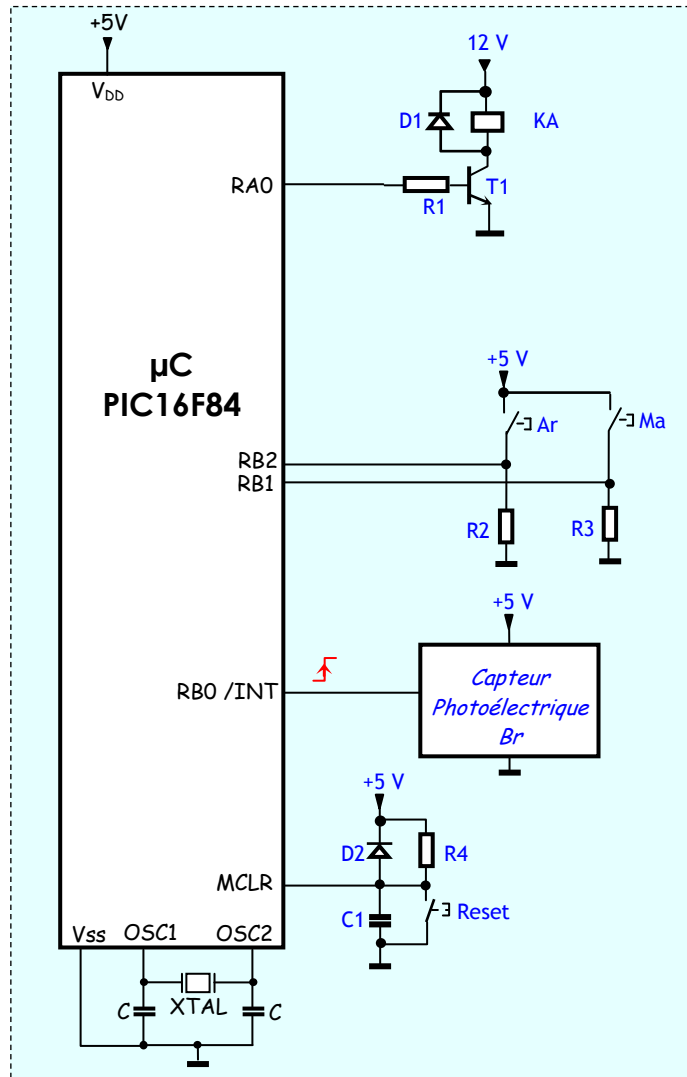 +5V
12 V
VDD
D1
KA
RA0
T1
R1
µC
PIC16F84
+5 V
Ar
Ma
RB2
RB1
R2
R3
+5 V
RB0 /INT
Capteur
Photoélectrique
Br
+5 V
D2
R4
MCLR
C1
Reset
Vss
OSC1
OSC2
C
XTAL
C